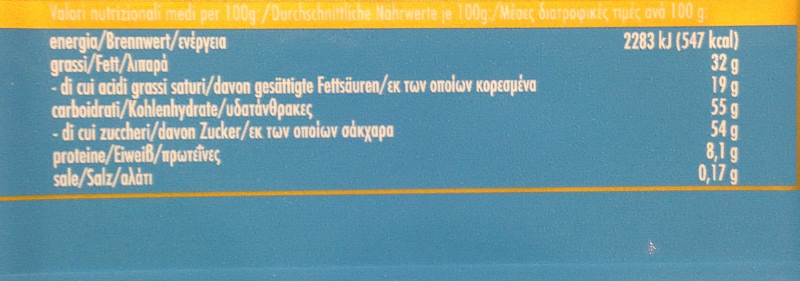 Valori nutrizionali medi per 100g /Durchschnittliche Nährwerte je 100g:/Μέσες διατροφικές τιμές ανά 100 g:
energia/Brennwert/ενέργεια 2283 kJ (547 kcal)
grassi/Fett/λιπαρά 32 g
- di cui acidi grassi saturi/davon gesättigte Fettsäuren/εκ των οποίων κορεσμένα 19 g
carboidrati/Kohlenhydrate/υδατάνθρακες 55 g
- di cui zuccheri/davon Zucker/εκ των οποίων σάκχαρα 54 g
proteine/Eiweiß/πρωτεΐνες 8,1 g
sale/Salz/αλάτι 0,17 g